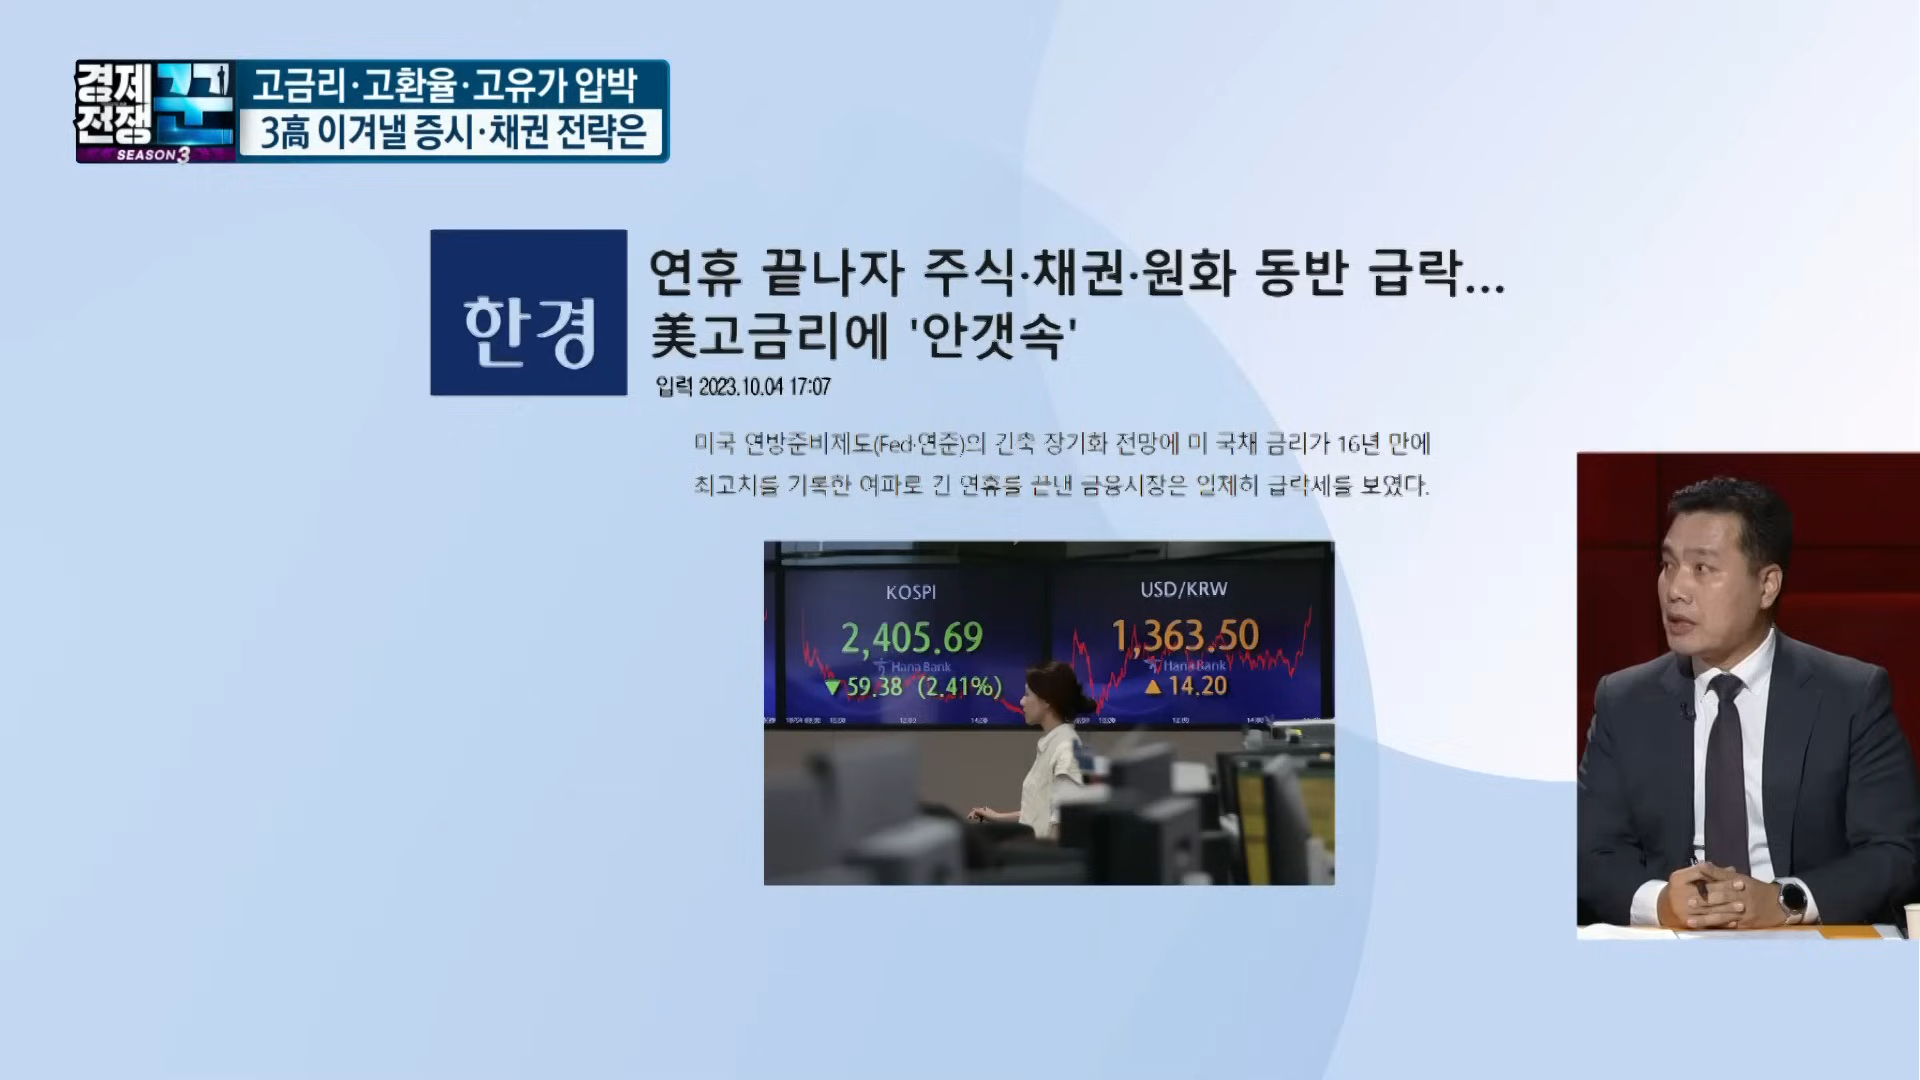 경제
전쟁
꾼
SEASON3
고금리·고환율·고유가 압박
3高 이겨낼 증시·채권 전략은
한경
연휴 끝나자 주식·채권·원화 동반 급락...
美고금리에 '안갯속'
입력 2023.10.04 17:07
미국 연방준비제도(Fed·연준)의 긴축 장기화 전망에 미 국채 금리가 16년 만에
최고치를 기록한 여파로 긴 연휴를 끝낸 금융시장은 일제히 급락세를 보였다.
KOSPI
2,405.69
Hana Bank
▼59.38 (2.41%)
USD/KRW
1,363.50
Hana Bank
▲14.20